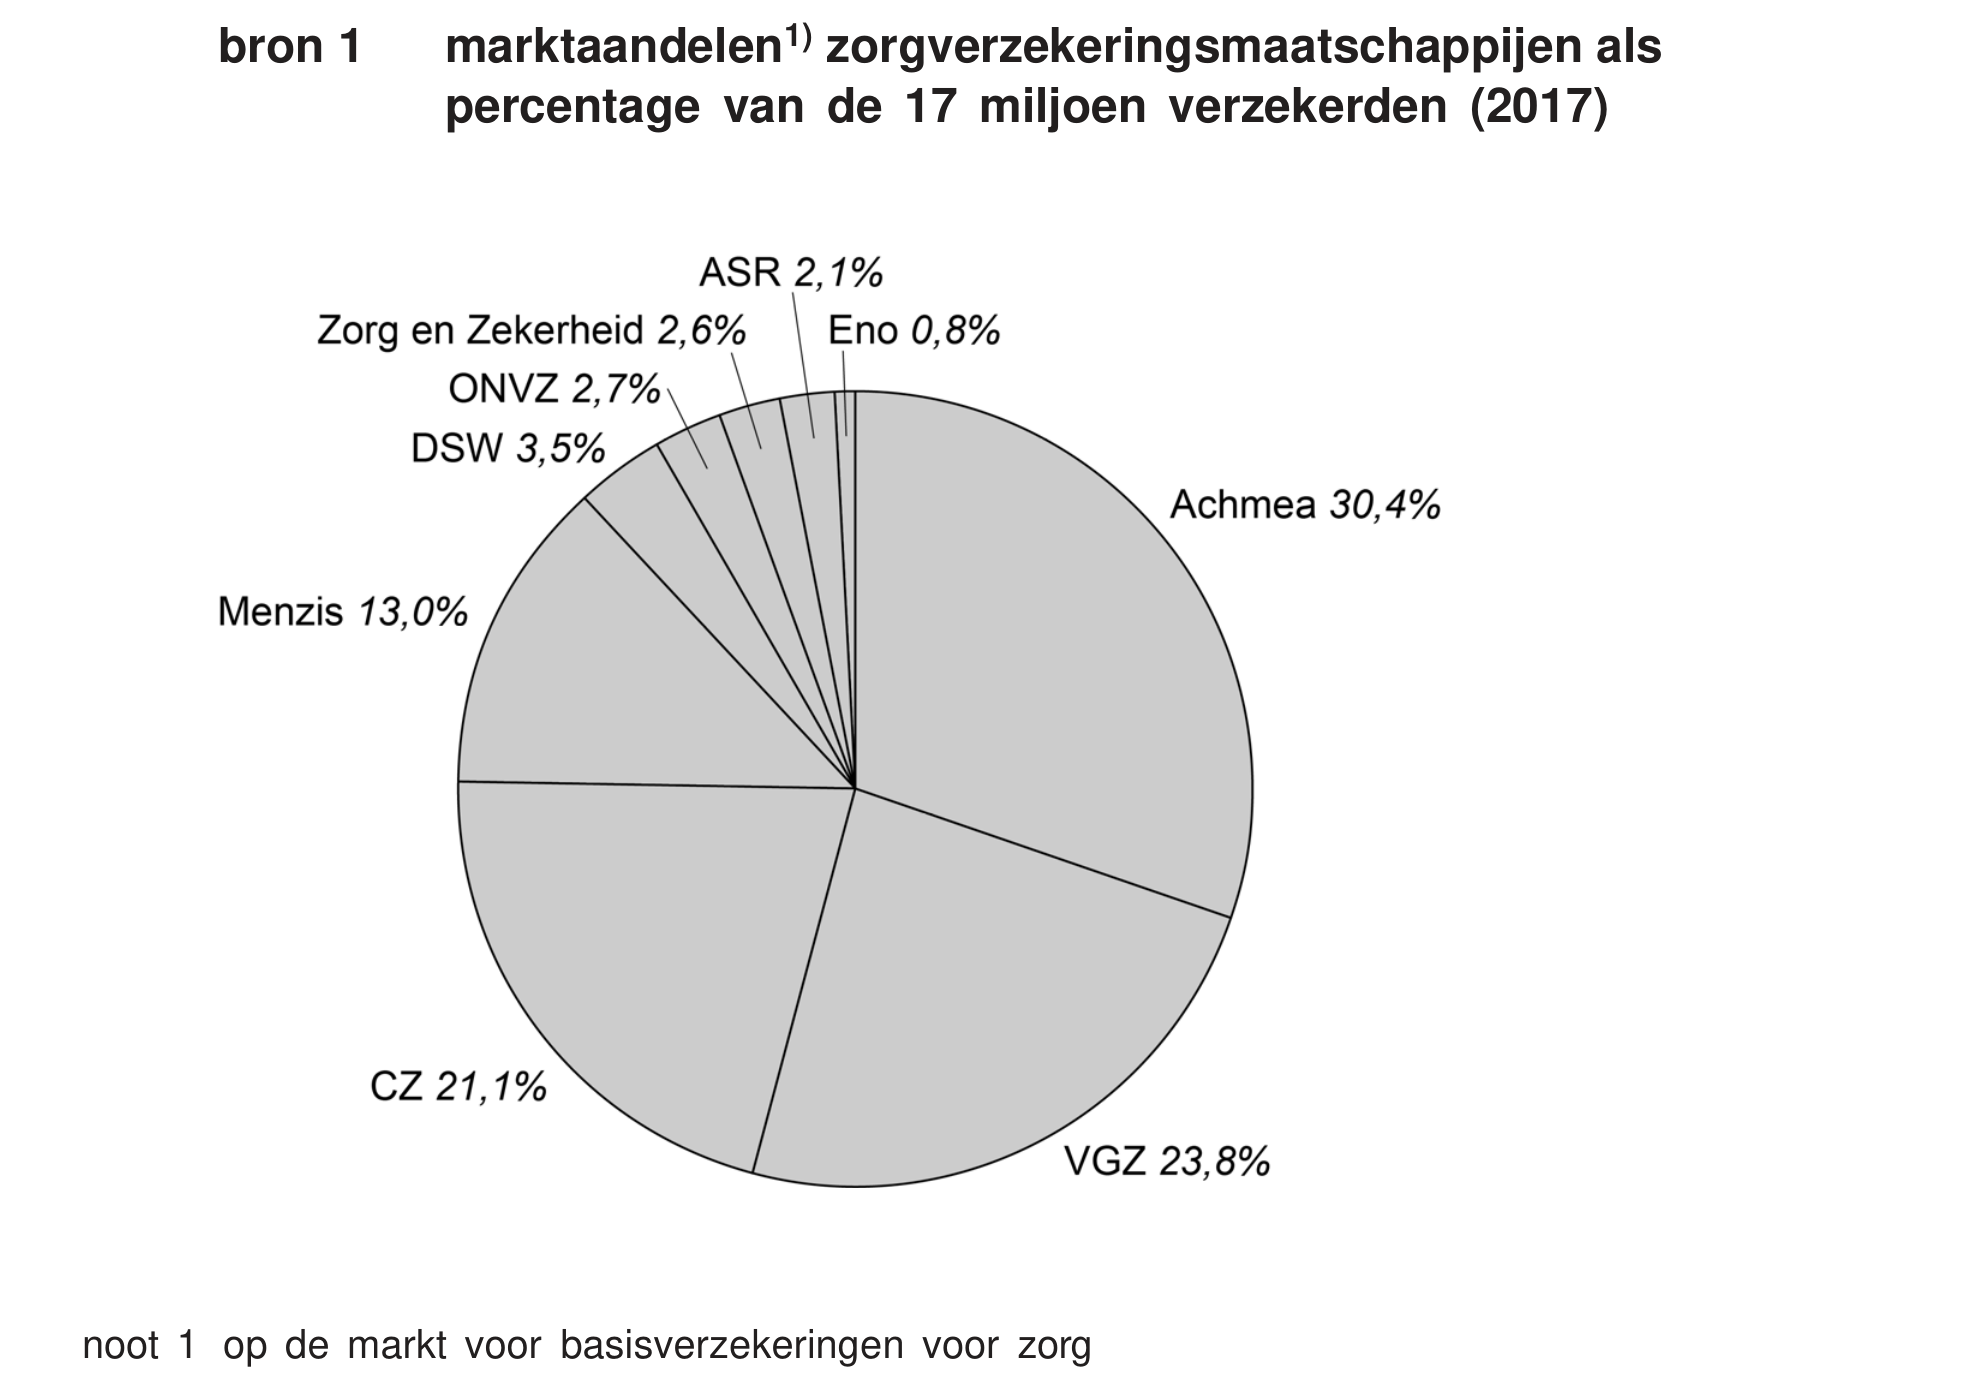 bron 1 marktaandelen1) zorgverzekeringsmaatschappijen als
percentage van de 17 miljoen verzekerden (2017)
ASR 2,1%
Zorg en Zekerheid 2,6%
Eno 0,8%
ONVZ 2,7%
DSW 3,5%
Achmea 30,4%
Menzis 13,0%
CZ 21,1%
VGZ 23,8%
noot 1 op de markt voor basisverzekeringen voor zorg